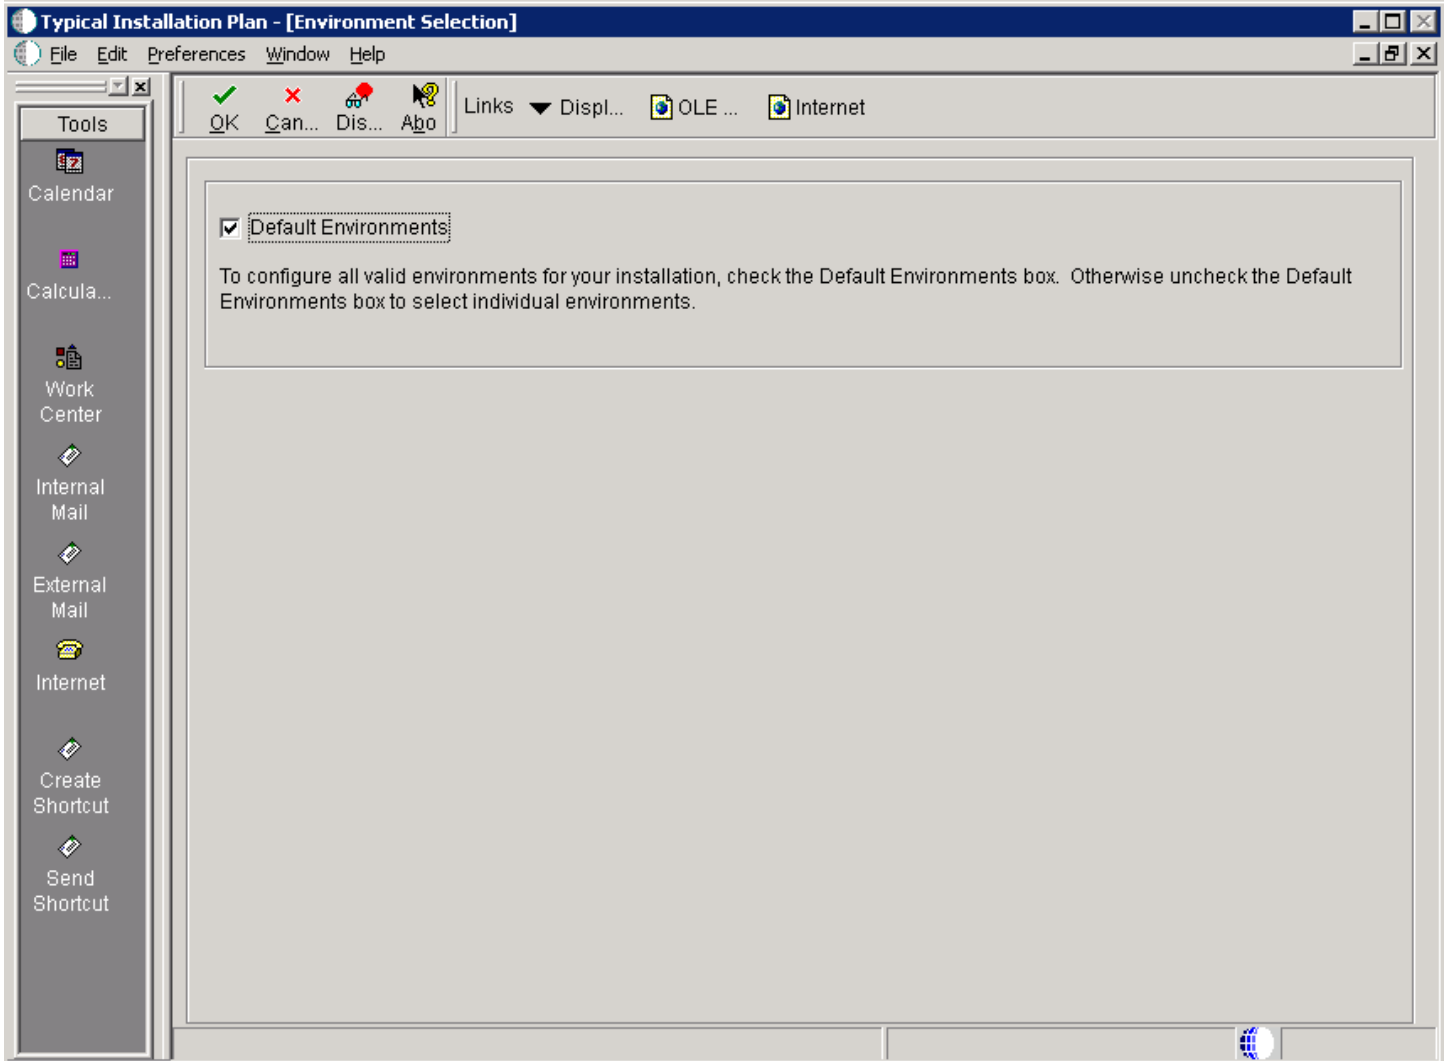 Typical Installation Plan - [Environment Selection]
File Edit Preferences Window Help
Tools
OK Can... Dis... Abo Links Displ... OLE ... Internet
Calendar
Calcula...
Work
Center
Internal
Mail
External
Mail
Internet
Create
Shortcut
Send
Shortcut
Default Environments
To configure all valid environments for your installation, check the Default Environments box. Otherwise uncheck the Default
Environments box to select individual environments.